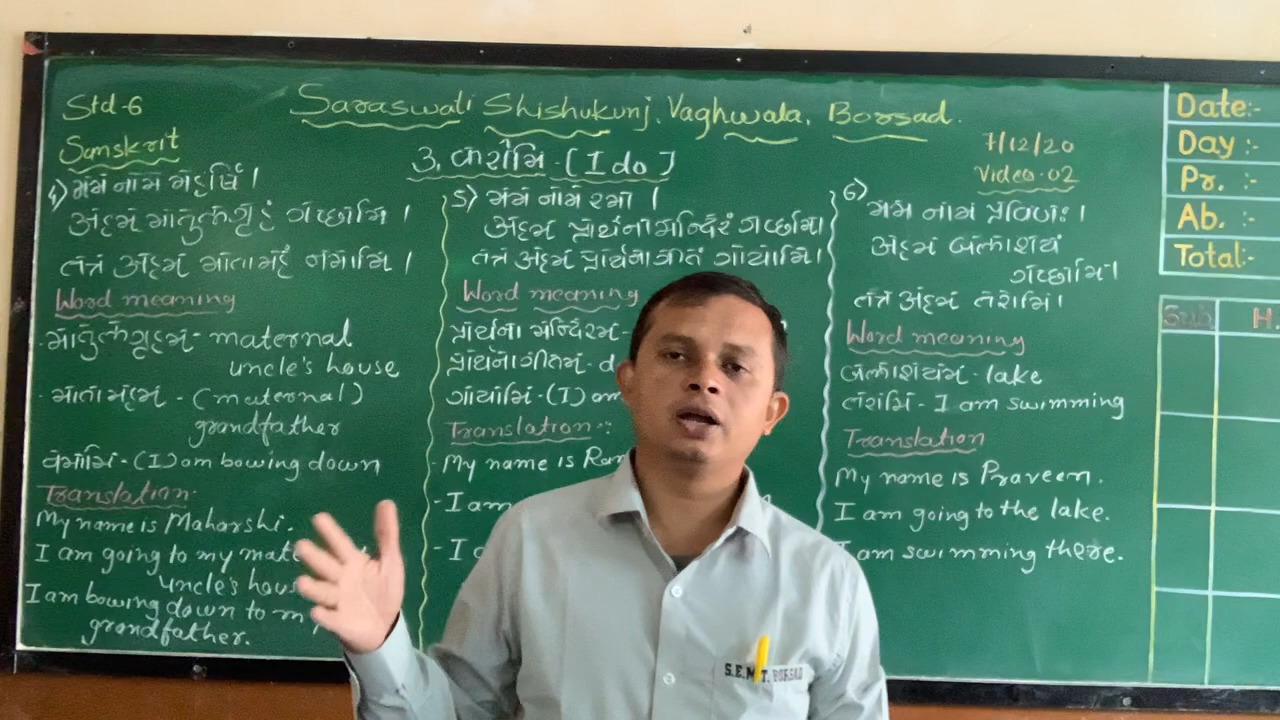 Std-6
Saraswati Shishukunj, Vaghwala, Borsad.
Sanskrit
3. करोमि - (I do)
7/12/20
Video-02
४) मम नाम महर्षि ।
अहम् मातुलगृहं गच्छामि ।
तत्र अहम् मातामहं नमामि ।
Word meaning
मातुलगृहम् - maternal
uncle's house
मातामहम् - (maternal)
grandfather
नमामि - (I) am bowing down
Translation
My name is Maharshi.
I am going to my mate
uncle's hous
I am bowing down to m
grandfather.
5) मम नाम रमा ।
अहम् प्रार्थनामन्दिरं गच्छामि
तत्र अहम् प्रार्थनागीतं गायामि ।
Word meaning
प्रार्थना मन्दिरम् -
प्रार्थनागीतम् - d
गायामि - (I) am
Translation :-
- My name is Ram
- I am
- I a
6)
मम नाम प्रविणः ।
अहम् जलाशयं
गच्छामि ।
तत्र अहम् तरामि ।
Word meaning
जलाशयम् - lake
तरामि - I am swimming
Translation
My name is Praveen.
I am going to the lake.
I am swimming there.
Date:-
Day :-
Pr. :-
Ab. :-
Total:-
Sub H.
S.E.M.T. BORSAD